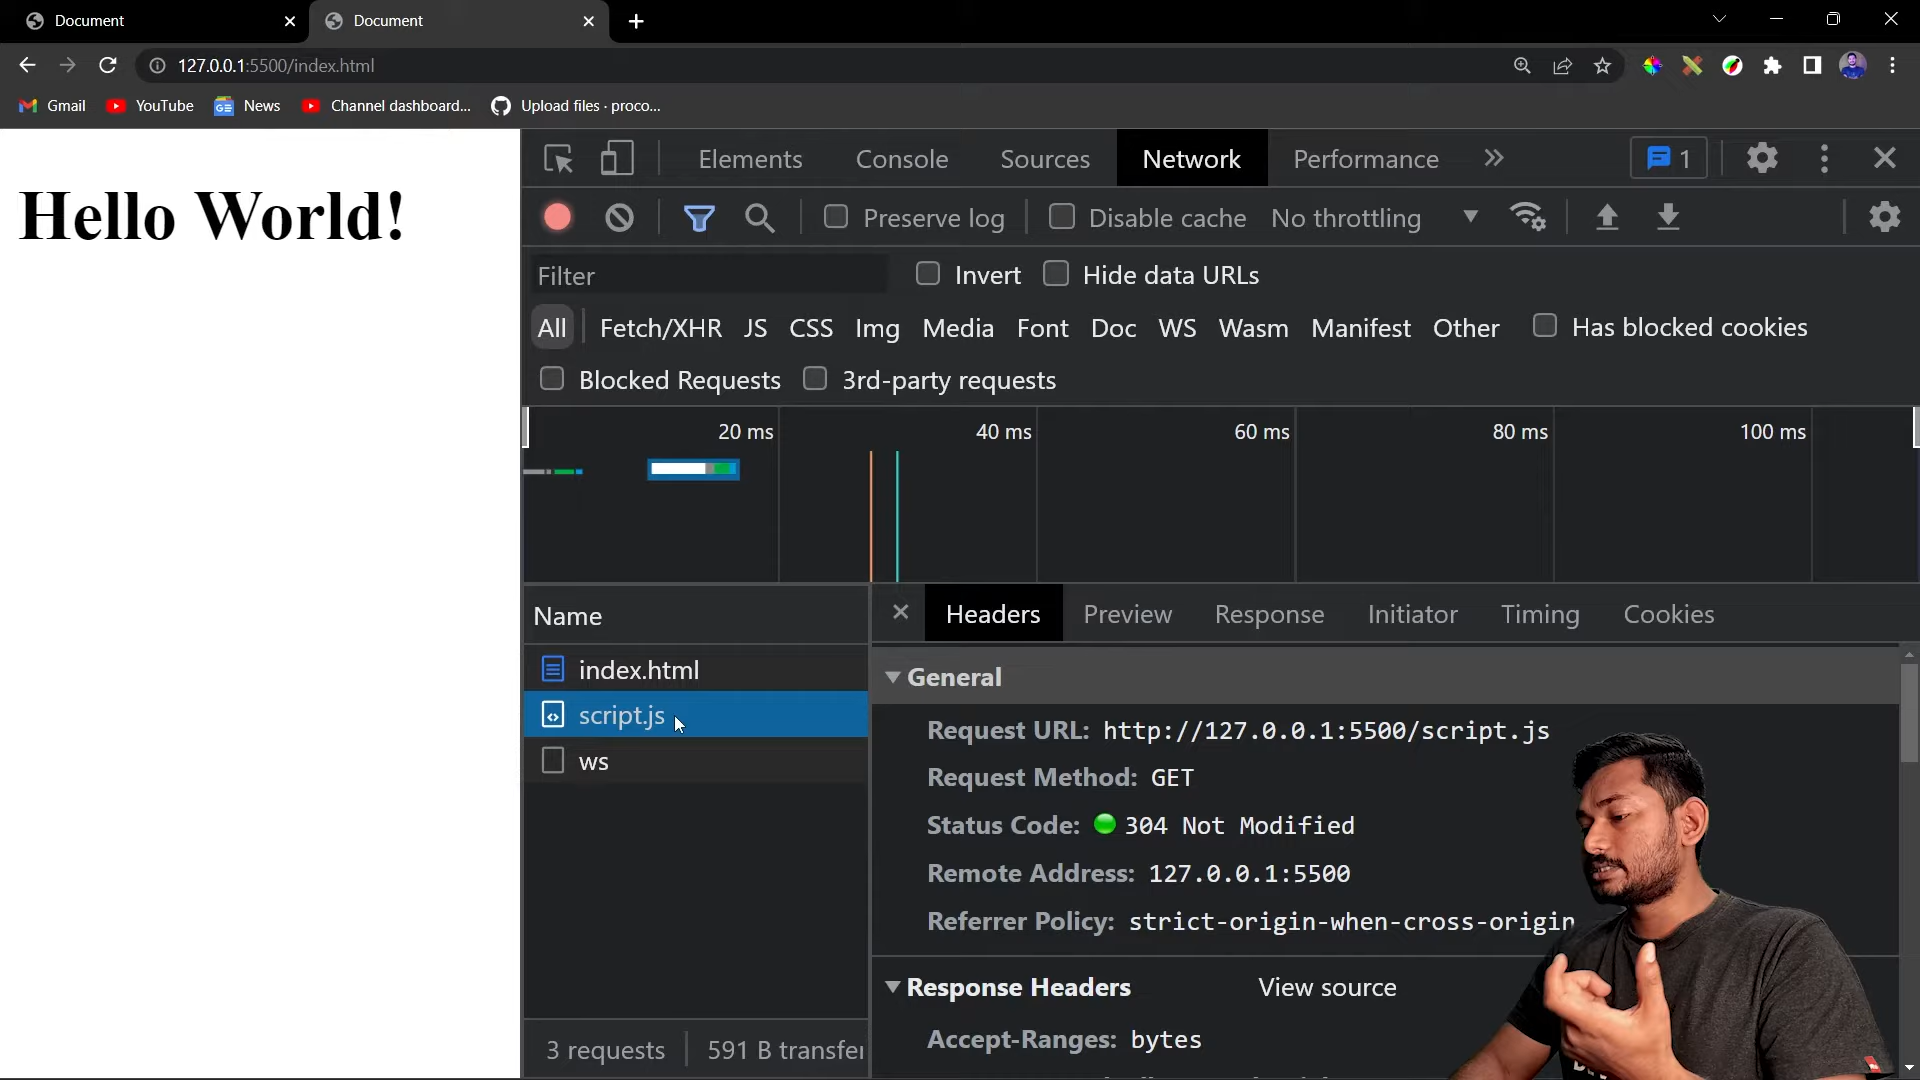 Document
Document
127.0.0.1:5500/index.html
Gmail
YouTube
News
Channel dashboard...
Upload files · proco...
Hello World!
Elements
Console
Sources
Network
Performance
1
Preserve log
Disable cache
No throttling
Filter
Invert
Hide data URLs
All
Fetch/XHR
JS
CSS
Img
Media
Font
Doc
WS
Wasm
Manifest
Other
Has blocked cookies
Blocked Requests
3rd-party requests
20 ms
40 ms
60 ms
80 ms
100 ms
Name
index.html
script.js
ws
3 requests
591 B transfer
Headers
Preview
Response
Initiator
Timing
Cookies
General
Request URL: http://127.0.0.1:5500/script.js
Request Method: GET
Status Code: 304 Not Modified
Remote Address: 127.0.0.1:5500
Referrer Policy: strict-origin-when-cross-origin
Response Headers
View source
Accept-Ranges: bytes